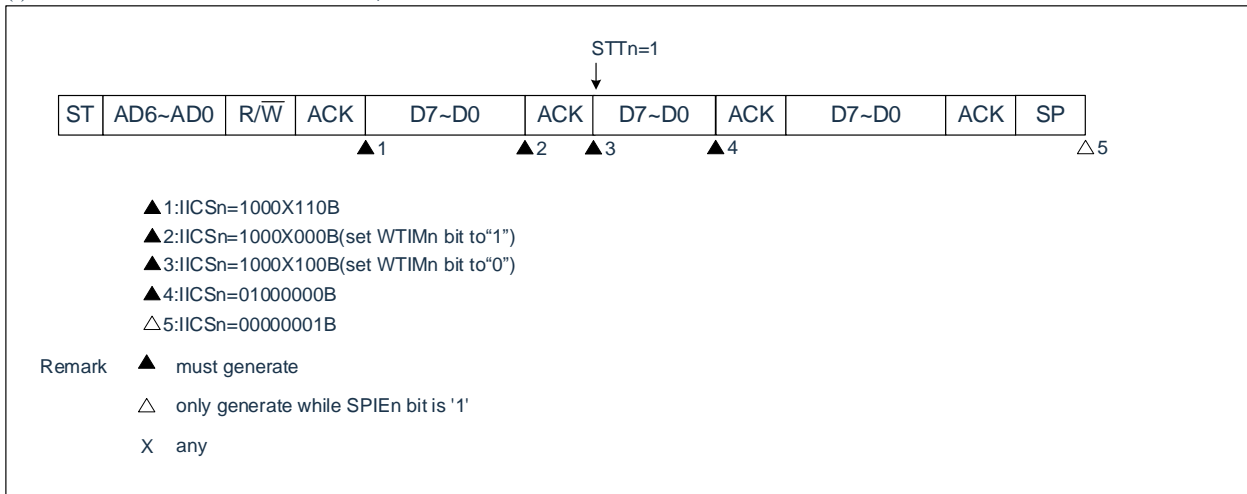 STTn=1
ST AD6~AD0 R/W ACK D7~D0 ACK D7~D0 ACK D7~D0 ACK SP
▲1 ▲2 ▲3 ▲4 △5
▲1:IICSn=1000X110B
▲2:IICSn=1000X000B(set WTIMn bit to“1”)
▲3:IICSn=1000X100B(set WTIMn bit to“0”)
▲4:IICSn=01000000B
△5:IICSn=00000001B
Remark ▲ must generate
△ only generate while SPIEn bit is '1'
X any